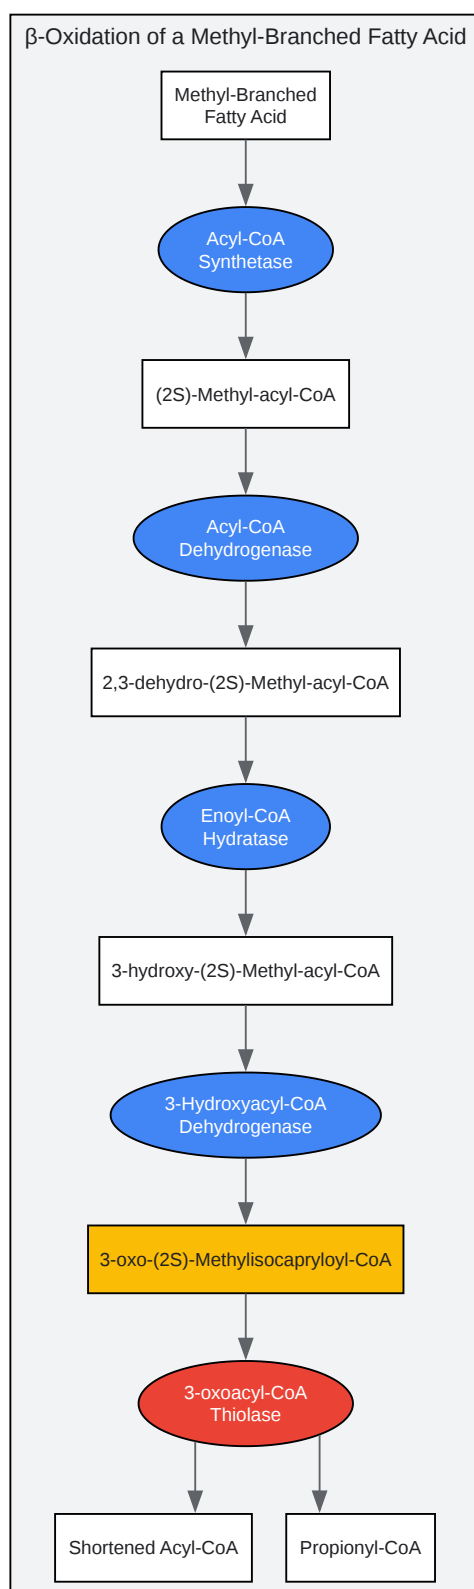 β-Oxidation of a Methyl-Branched Fatty Acid
Methyl-Branched
Fatty Acid
Acyl-CoA
Synthetase
(2S)-Methyl-acyl-CoA
Acyl-CoA
Dehydrogenase
2,3-dehydro-(2S)-Methyl-acyl-CoA
Enoyl-CoA
Hydratase
3-hydroxy-(2S)-Methyl-acyl-CoA
3-Hydroxyacyl-CoA
Dehydrogenase
3-oxo-(2S)-Methylisocapryloyl-CoA
3-oxoacyl-CoA
Thiolase
Shortened Acyl-CoA
Propionyl-CoA